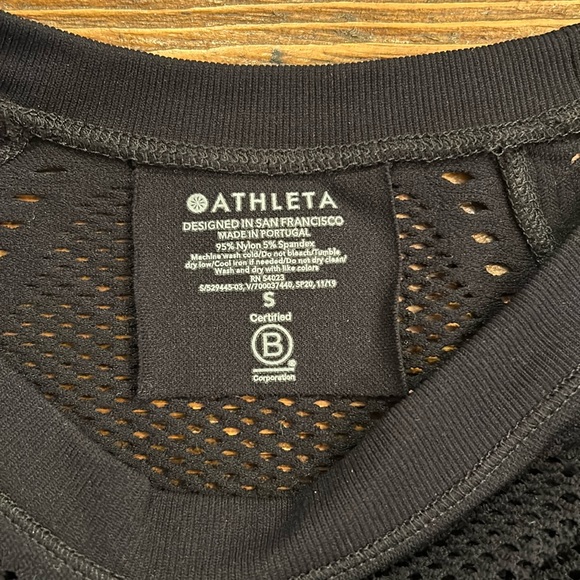 ATHLETA
DESIGNED IN SAN FRANCISCO
MADE IN PORTUGAL
95% Nylon 5% Spandex
Machine wash cold/Do not bleach/Tumble
dry low/Cool iron if needed/Do not dry clean/
Wash and dry with like colors
RN 54023
S/529445-03, V/700037440, SP20, 11/19
S
Certified
B
Corporation